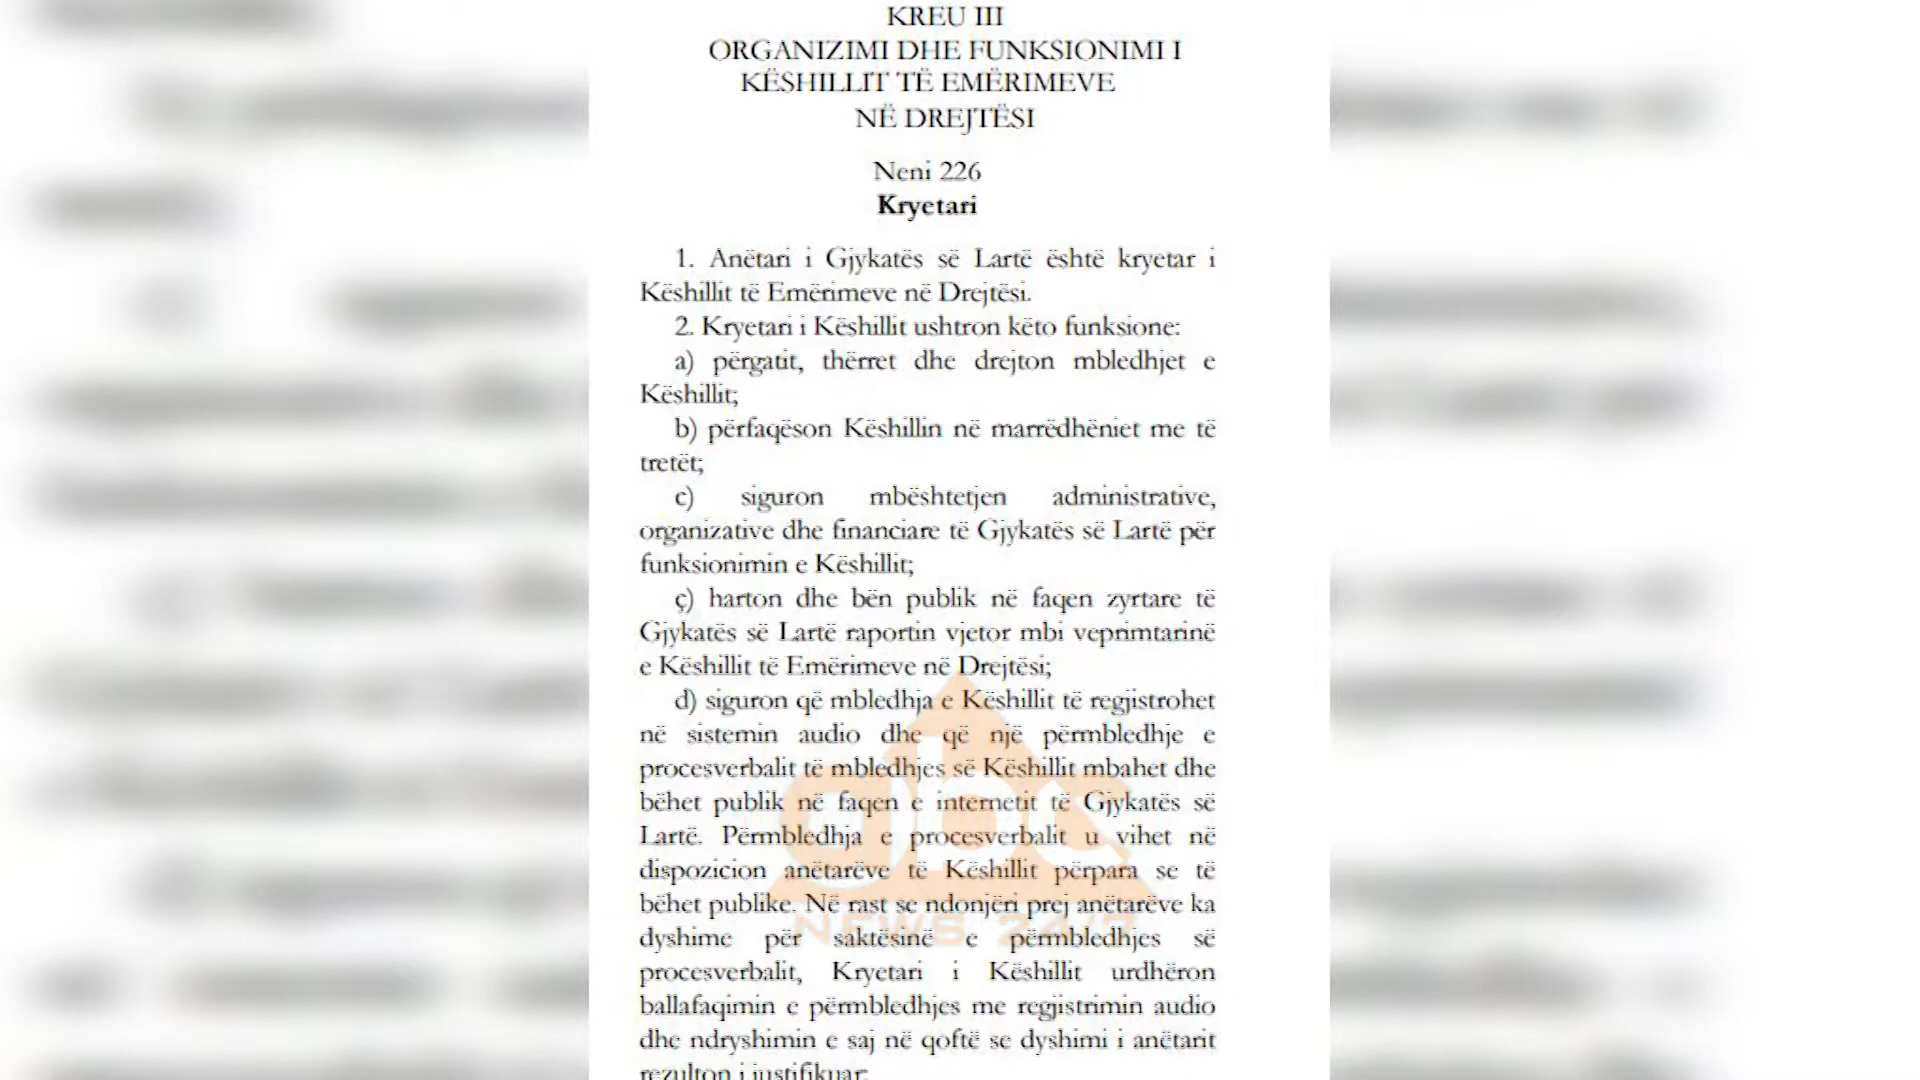 KREU III
ORGANIZIMI DHE FUNKSIONIMI I
KËSHILLIT TË EMËRIMEVE
NË DREJTËSI
Neni 226
Kryetari
1. Anëtari i Gjykatës së Lartë është kryetar i
Këshillit të Emërimeve në Drejtësi.
2. Kryetari i Këshillit ushtron këto funksione:
a) përgatit, thërret dhe drejton mbledhjet e
Këshillit;
b) përfaqëson Këshillin në marrëdhëniet me të
tretët;
c) siguron mbështetjen administrative,
organizative dhe financiare të Gjykatës së Lartë për
funksionimin e Këshillit;
ç) harton dhe bën publik në faqen zyrtare të
Gjykatës së Lartë raportin vjetor mbi veprimtarinë
e Këshillit të Emërimeve në Drejtësi;
d) siguron që mbledhja e Këshillit të regjistrohet
në sistemin audio dhe që një përmbledhje e
procesverbalit të mbledhjes së Këshillit mbahet dhe
bëhet publik në faqen e internetit të Gjykatës së
Lartë. Përmbledhja e procesverbalit u vihet në
dispozicion anëtarëve të Këshillit përpara se të
bëhet publike. Në rast se ndonjëri prej anëtarëve ka
dyshime për saktësinë e përmbledhjes së
procesverbalit, Kryetari i Këshillit urdhëron
ballafaqimin e përmbledhjes me regjistrimin audio
dhe ndryshimin e saj në qoftë se dyshimi i anëtarit
rezulton i justifikuar;
abc
NEWS 24/7